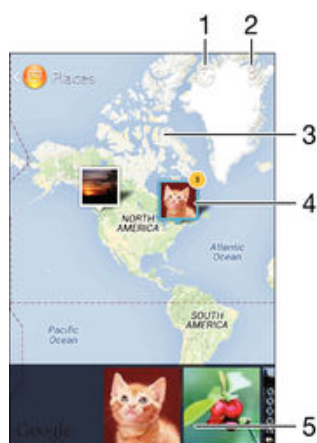 1 2
Places
3
4
NORTH
AMERICA
Atlantic
Ocean
SOUTH
AMERICA
Pacific
Ocean
5
Google